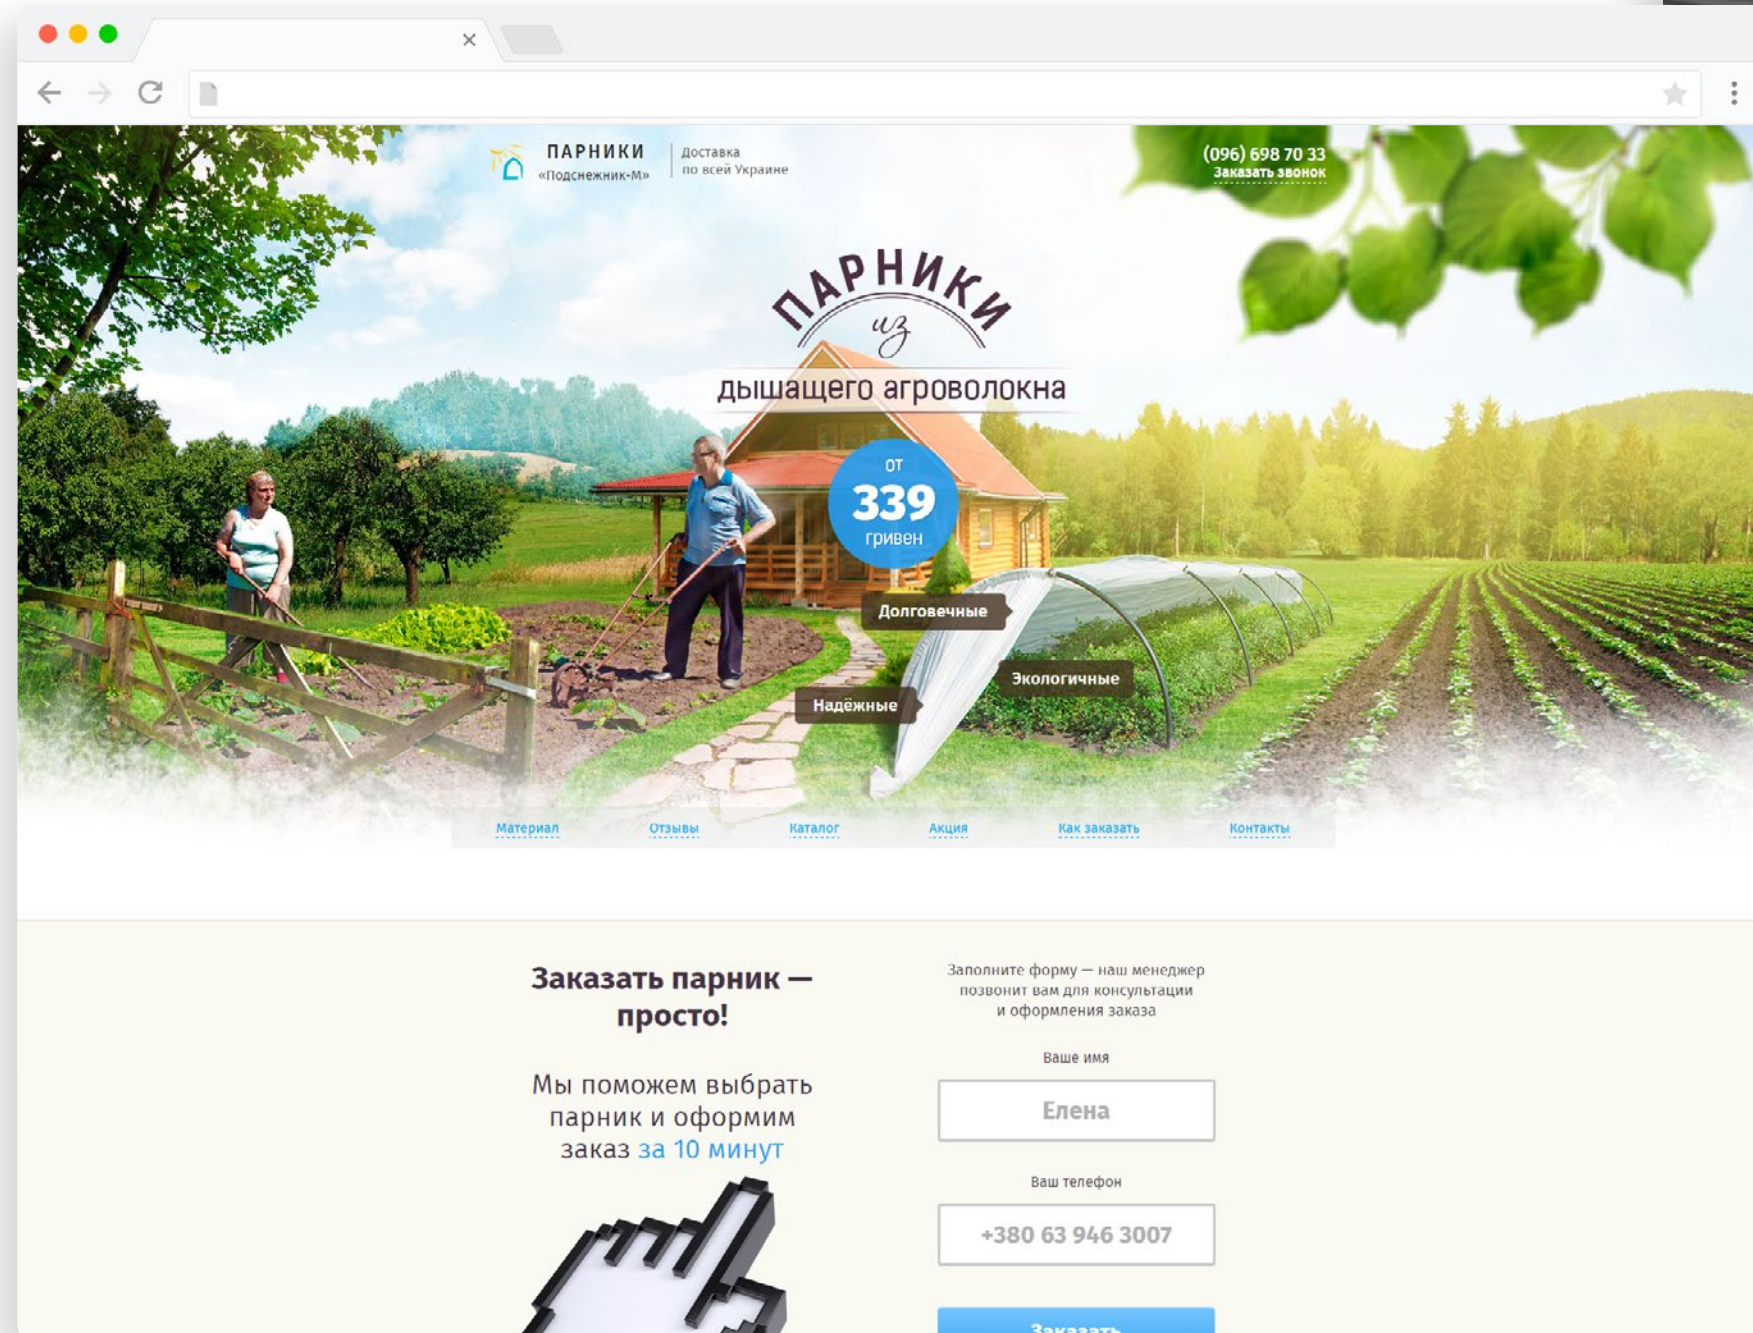 ПАРНИКИ
«Подснежник-М»
Доставка
по всей Украине
(096) 698 70 33
Заказать звонок
ПАРНИКИ
из
дышащего агроволокна
от
339
гривен
Долговечные
Экологичные
Надёжные
Материал Отзывы Каталог Акция Как заказать Контакты
Заказать парник —
просто!
Мы поможем выбрать
парник и оформим
заказ за 10 минут
Заполните форму — наш менеджер
позвонит вам для консультации
и оформления заказа
Ваше имя
Елена
Ваш телефон
+380 63 946 3007
Заказать